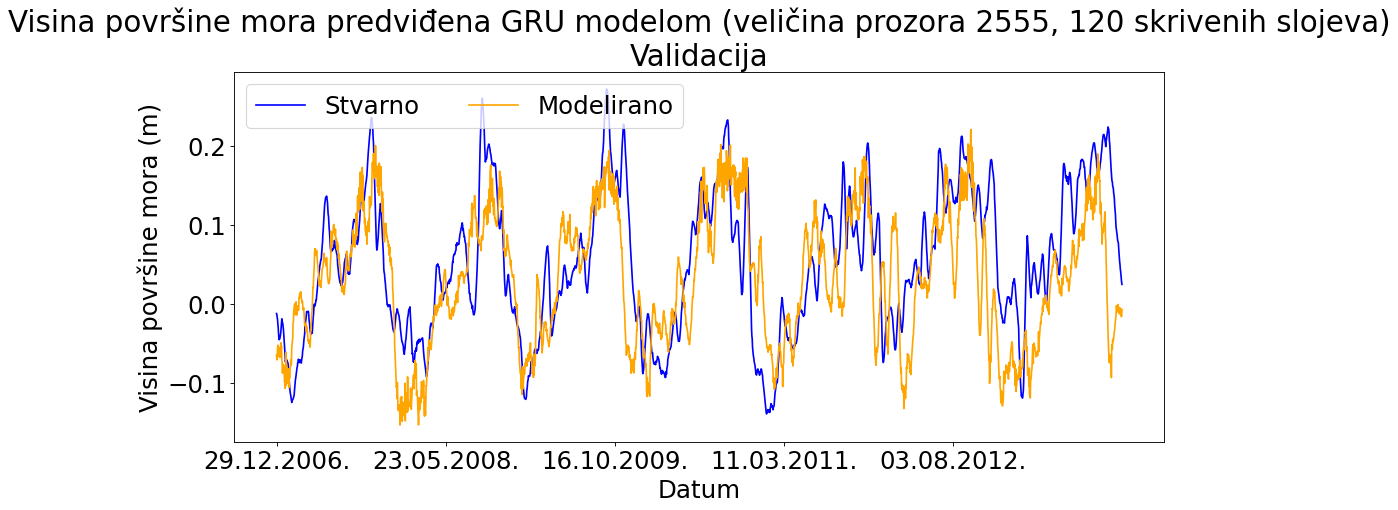 Visina površine mora predviđena GRU modelom (veličina prozora 2555, 120 skrivenih slojeva)
Validacija
Stvarno
Modelirano
Visina površine mora (m)
0.2
0.1
0.0
−0.1
29.12.2006.
23.05.2008.
16.10.2009.
11.03.2011.
03.08.2012.
Datum